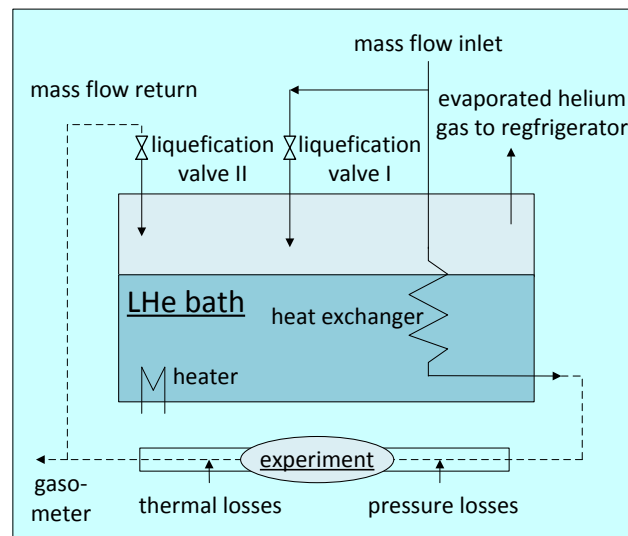 mass flow inlet
mass flow return
evaporated helium
gas to regfrigerator
liquefication
valve II
liquefication
valve I
LHe bath
heat exchanger
heater
experiment
gaso-
meter
thermal losses
pressure losses